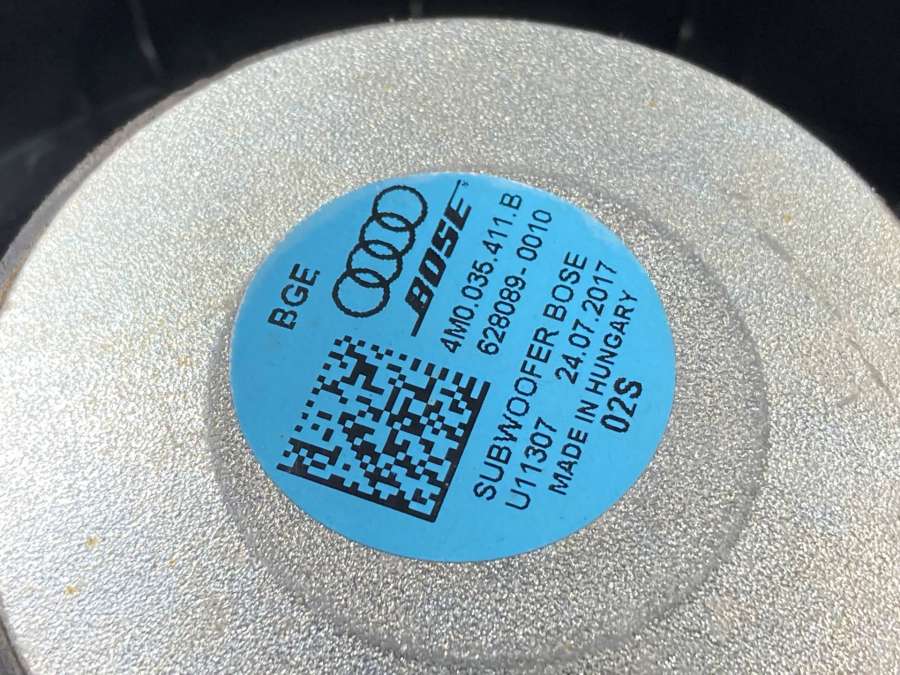 BGE
BOSE
4M0.035.411.B
628089-0010
SUBWOOFER BOSE
U11307 24.07.2017
MADE IN HUNGARY
02S